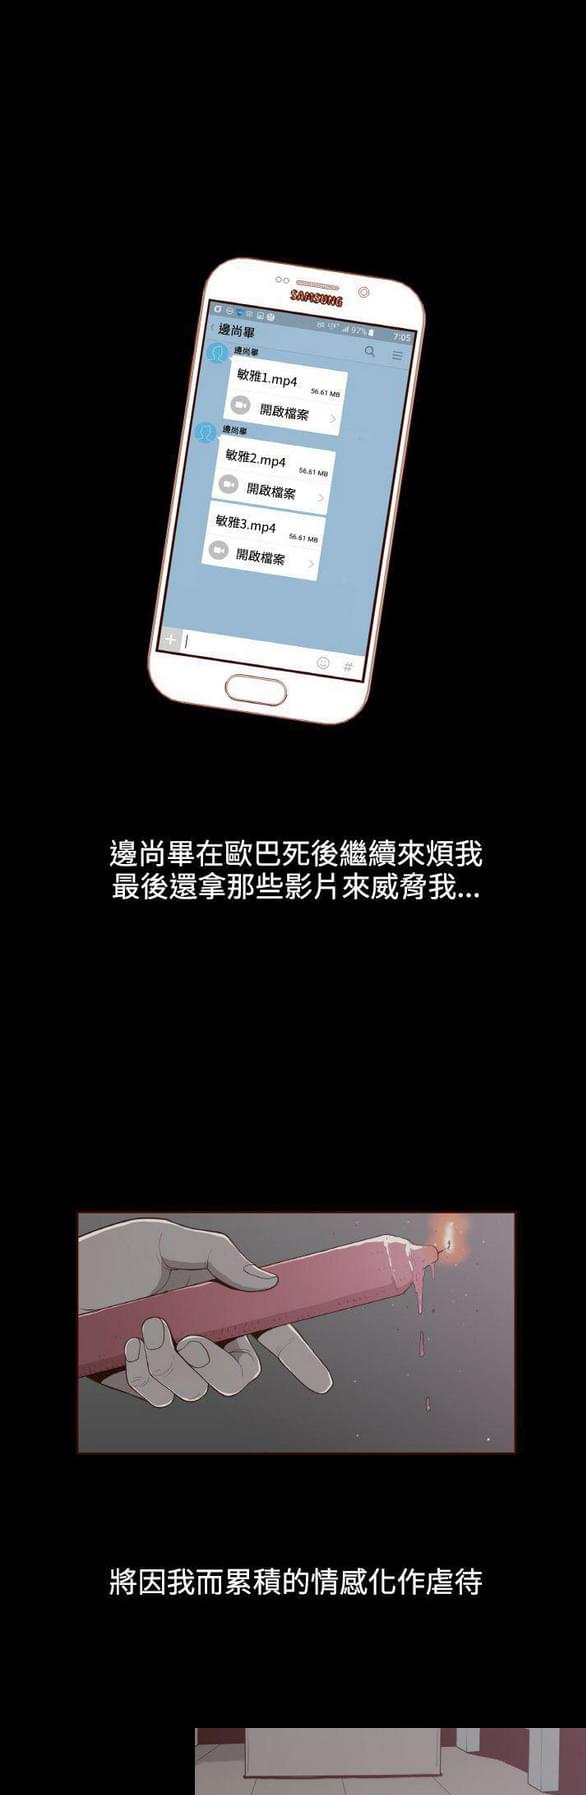 SAMSUNG
97% 7:05
邊尚畢
邊尚畢
敏雅1.mp4
56.61 MB
開啟檔案
邊尚畢
敏雅2.mp4
56.61 MB
開啟檔案
敏雅3.mp4
56.61 MB
開啟檔案
#
邊尚畢在歐巴死後繼續來煩我
最後還拿那些影片來威脅我...
將因我而累積的情感化作虐待